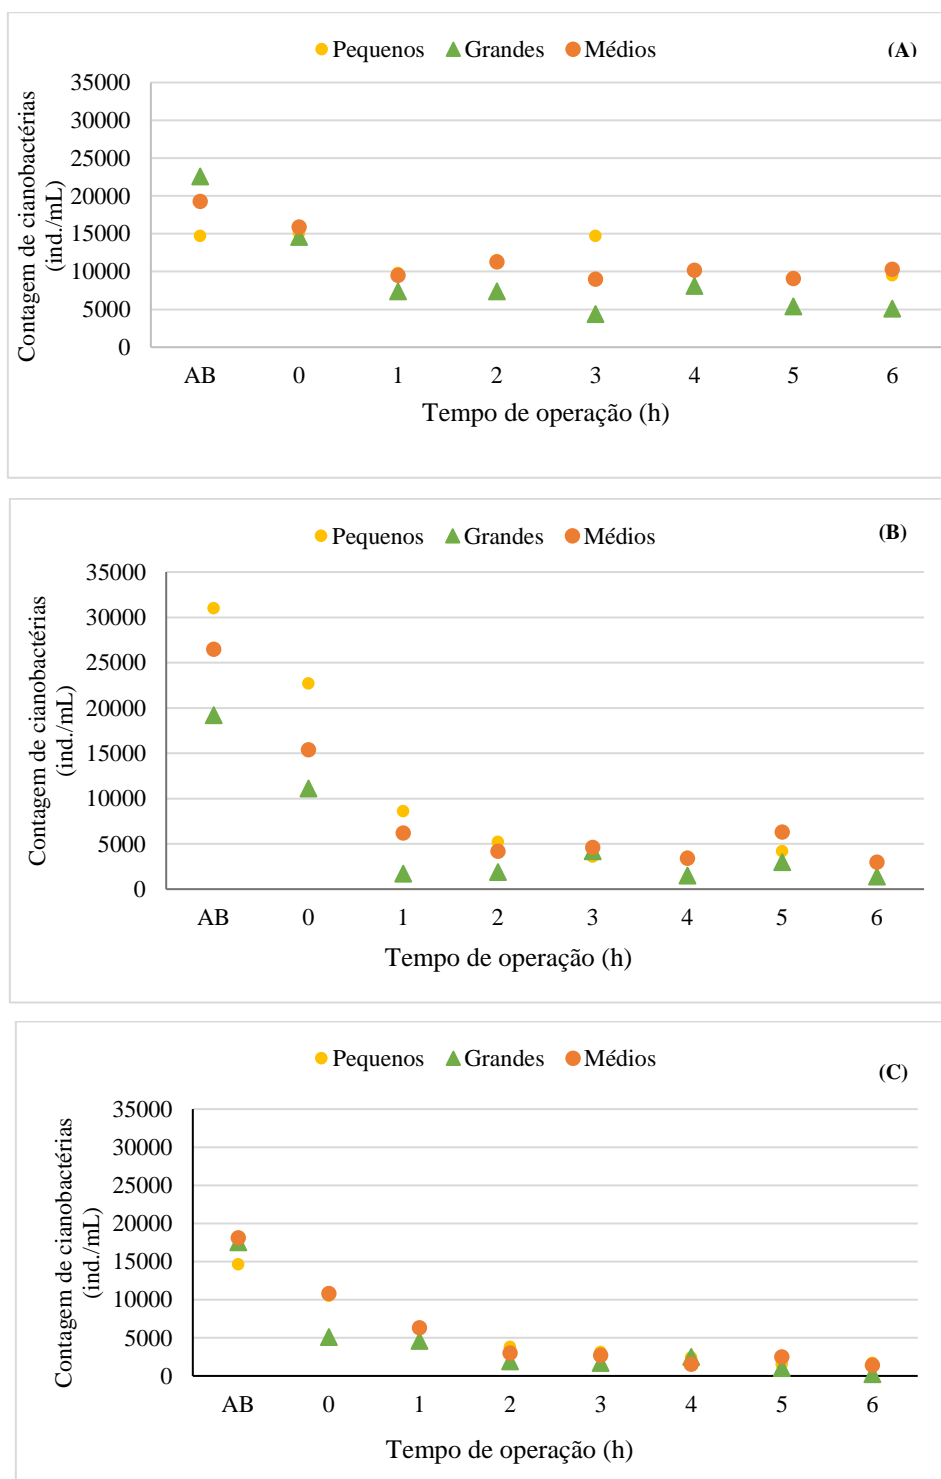 Pequenos Grandes Médios (A)
Contagem de cianobactérias
(ind./mL)
35000
30000
25000
20000
15000
10000
5000
0
AB 0 1 2 3 4 5 6
Tempo de operação (h)
Pequenos Grandes Médios (B)
Contagem de cianobactérias
(ind./mL)
35000
30000
25000
20000
15000
10000
5000
0
AB 0 1 2 3 4 5 6
Tempo de operação (h)
Pequenos Grandes Médios (C)
Contagem de cianobactérias
(ind./mL)
35000
30000
25000
20000
15000
10000
5000
0
AB 0 1 2 3 4 5 6
Tempo de operação (h)